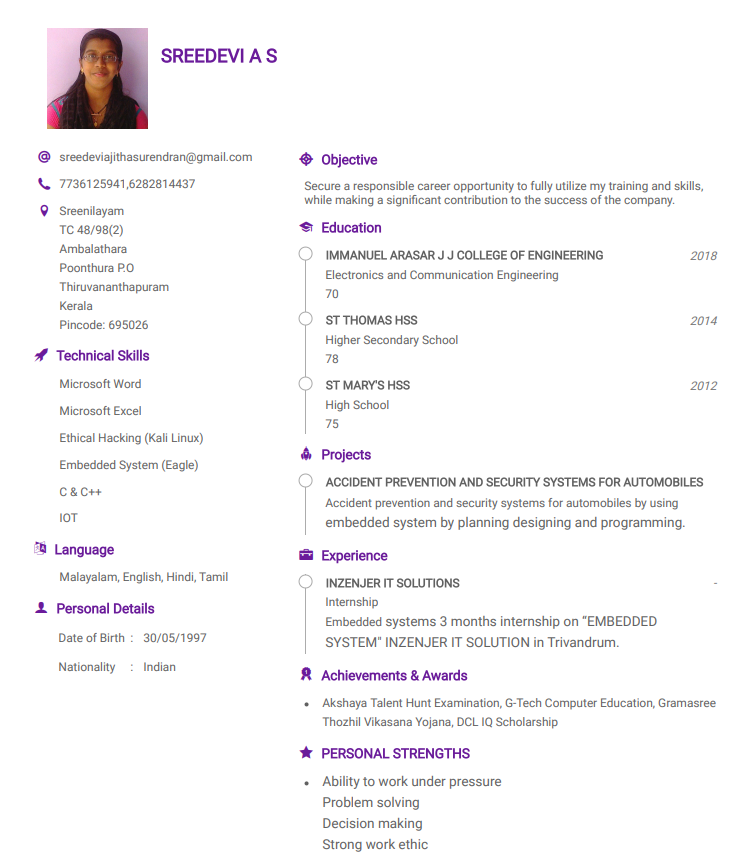 SREEDEVI A S
sreedeviajithasurendran@gmail.com
7736125941,6282814437
Sreenilayam
TC 48/98(2)
Ambalathara
Poonthura P.O
Thiruvananthapuram
Kerala
Pincode: 695026
Technical Skills
Microsoft Word
Microsoft Excel
Ethical Hacking (Kali Linux)
Embedded System (Eagle)
C & C++
IOT
Language
Malayalam, English, Hindi, Tamil
Personal Details
Date of Birth : 30/05/1997
Nationality : Indian
Objective
Secure a responsible career opportunity to fully utilize my training and skills,
while making a significant contribution to the success of the company.
Education
IMMANUEL ARASAR J J COLLEGE OF ENGINEERING 2018
Electronics and Communication Engineering
70
ST THOMAS HSS 2014
Higher Secondary School
78
ST MARY'S HSS 2012
High School
75
Projects
ACCIDENT PREVENTION AND SECURITY SYSTEMS FOR AUTOMOBILES
Accident prevention and security systems for automobiles by using
embedded system by planning designing and programming.
Experience
INZENJER IT SOLUTIONS -
Internship
Embedded systems 3 months internship on “EMBEDDED
SYSTEM" INZENJER IT SOLUTION in Trivandrum.
Achievements & Awards
• Akshaya Talent Hunt Examination, G-Tech Computer Education, Gramasree
Thozhil Vikasana Yojana, DCL IQ Scholarship
PERSONAL STRENGTHS
• Ability to work under pressure
Problem solving
Decision making
Strong work ethic